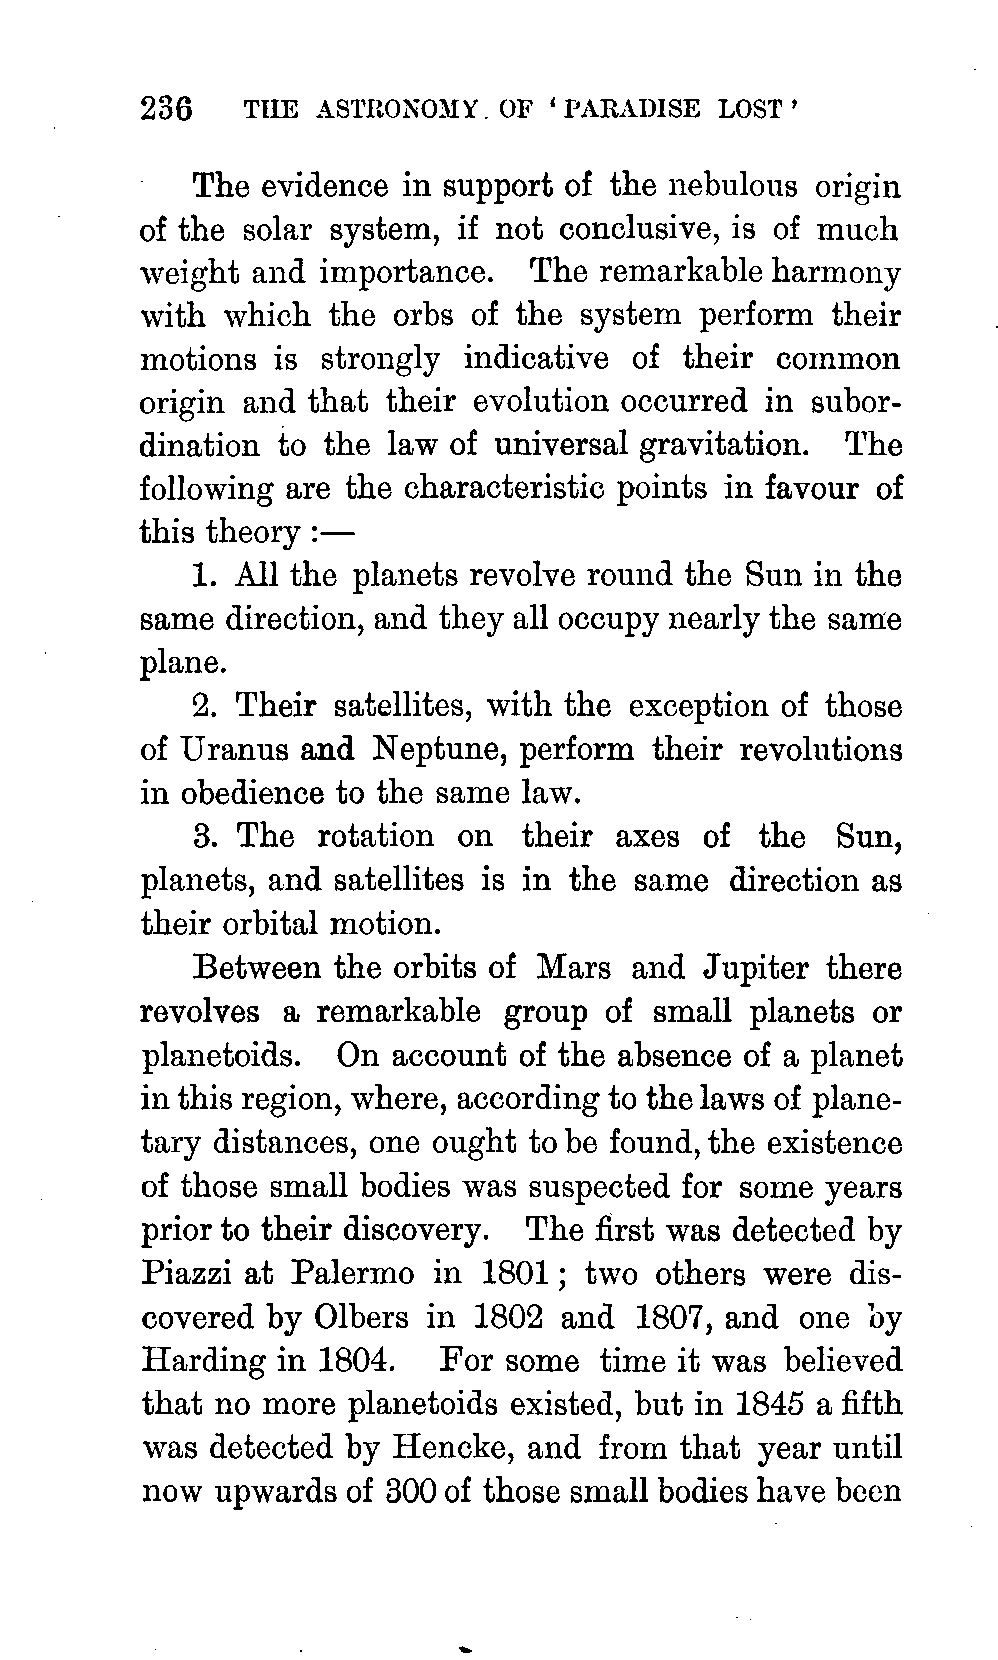 236 THE ASTRONOMY OF ‘PARADISE LOST’
The evidence in support of the nebulous origin
of the solar system, if not conclusive, is of much
weight and importance. The remarkable harmony
with which the orbs of the system perform their
motions is strongly indicative of their common
origin and that their evolution occurred in subor-
dination to the law of universal gravitation. The
following are the characteristic points in favour of
this theory :—
1. All the planets revolve round the Sun in the
same direction, and they all occupy nearly the same
plane.
2. Their satellites, with the exception of those
of Uranus and Neptune, perform their revolutions
in obedience to the same law.
3. The rotation on their axes of the Sun,
planets, and satellites is in the same direction as
their orbital motion.
Between the orbits of Mars and Jupiter there
revolves a remarkable group of small planets or
planetoids. On account of the absence of a planet
in this region, where, according to the laws of plane-
tary distances, one ought to be found, the existence
of those small bodies was suspected for some years
prior to their discovery. The first was detected by
Piazzi at Palermo in 1801; two others were dis-
covered by Olbers in 1802 and 1807, and one by
Harding in 1804. For some time it was believed
that no more planetoids existed, but in 1845 a fifth
was detected by Hencke, and from that year until
now upwards of 300 of those small bodies have been